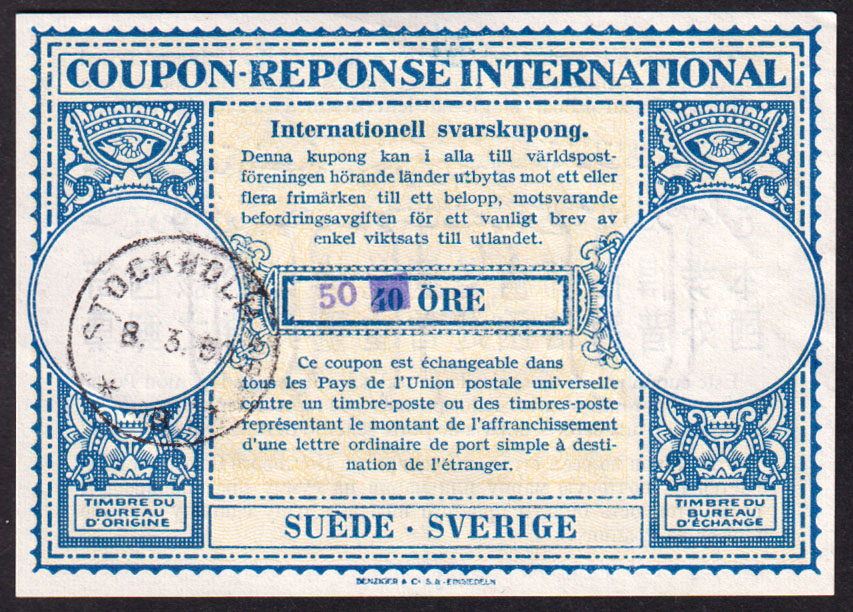 COUPON-REPONSE INTERNATIONAL
Internationell svarskupong.
Denna kupong kan i alla till världspost-
föreningen hörande länder utbytas mot ett eller
flera frimärken till ett belopp, motsvarande
befordringsavgiften för ett vanligt brev av
enkel viktsats till utlandet.
50 40 ÖRE
STOCKHOLM
8. 3. 50
* 8 *
Ce coupon est échangeable dans
tous les Pays de l'Union postale universelle
contre un timbre-poste ou des timbres-poste
représentant le montant de l'affranchissement
d'une lettre ordinaire de port simple à desti-
nation de l'étranger.
TIMBRE DU
BUREAU
D'ORIGINE
TIMBRE DU
BUREAU
D'ÉCHANGE
SUÈDE · SVERIGE
BENZIGER & Co S.A. - EINSIEDELN